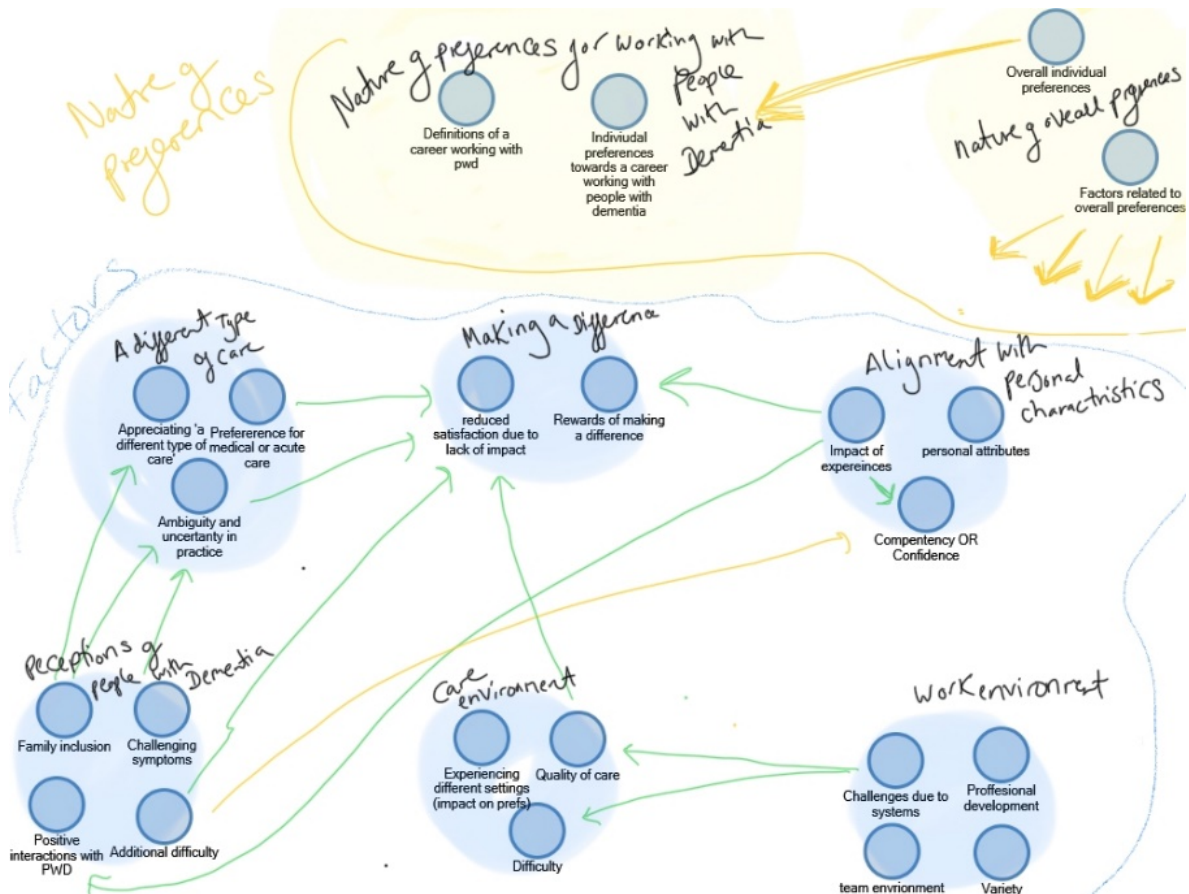 Nature of
preferences
Nature of preferences for working with
People
with
Dementia
Definitions of a
career working with
pwd
Indiviudal
preferences
towards a career
working with
people with
dementia
Overall individual
preferences
Nature of overall preferences
Factors related to
overall preferences
Factors
A different Type
of care
Appreciating 'a
different type of
care'
Prefererence for
medical or acute
care
Ambiguity and
uncertanty in
practice
Making a Difference
reduced
satisfaction due to
lack of impact
Rewards of making
a difference
Alignment with
personal
charactristics
Impact of
expereinces
personal attributes
Compentency OR
Confidence
Peceptions of
people with
Dementia
Family inclusion
Challenging
symptoms
Positive
interactions with
PWD
Additional difficulty
Care
environment
Experiencing
different settings
(impact on prefs)
Quality of care
Difficulty
Work environment
Challenges due to
systems
Proffesional
development
team envrionment
Variety